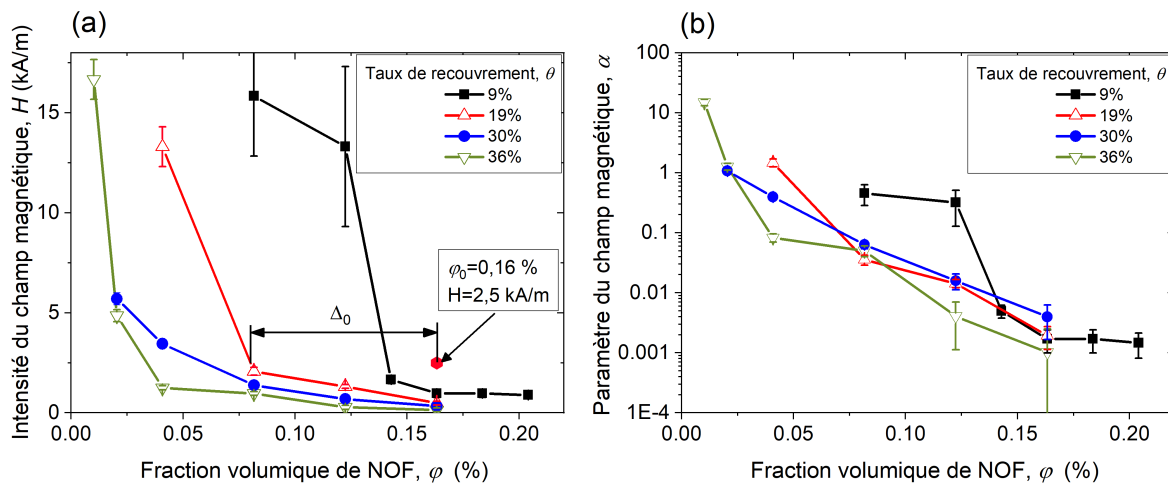 (a)
Intensité du champ magnétique, H (kA/m)
15
10
5
0
Taux de recouvrement, θ
9%
19%
30%
36%
φ₀=0,16 %
H=2,5 kA/m
Δ₀
0.00
0.05
0.10
0.15
0.20
Fraction volumique de NOF, φ (%)
(b)
Paramètre du champ magnétique, α
100
10
1
0.1
0.01
0.001
1E-4
Taux de recouvrement, θ
9%
19%
30%
36%
0.00
0.05
0.10
0.15
0.20
Fraction volumique de NOF, φ (%)